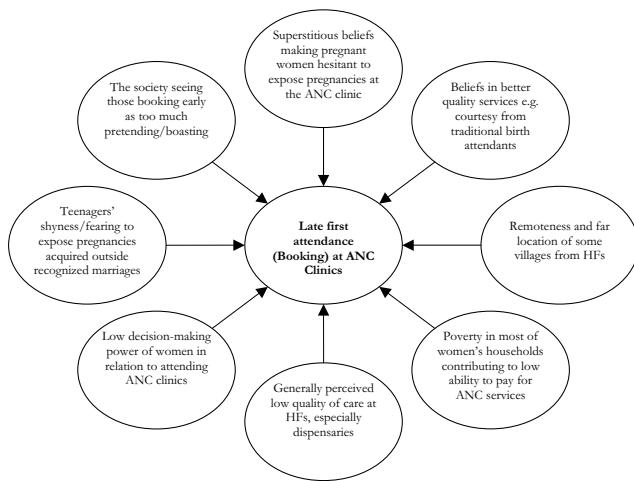 Superstitious beliefs
making pregnant
women hesitant to
expose pregnancies at
the ANC clinic
The society seeing
those booking early
as too much
pretending/boasting
Beliefs in better
quality services e.g.
courtesy from
traditional birth
attendants
Teenagers'
shyness/fearing to
expose pregnancies
acquired outside
recognized marriages
Late first
attendance
(Booking) at ANC
Clinics
Remoteness and far
location of some
villages from HFs
Low decision-making
power of women in
relation to attending
ANC clinics
Generally perceived
low quality of care at
HFs, especially
dispensaries
Poverty in most of
women's households
contributing to low
ability to pay for
ANC services